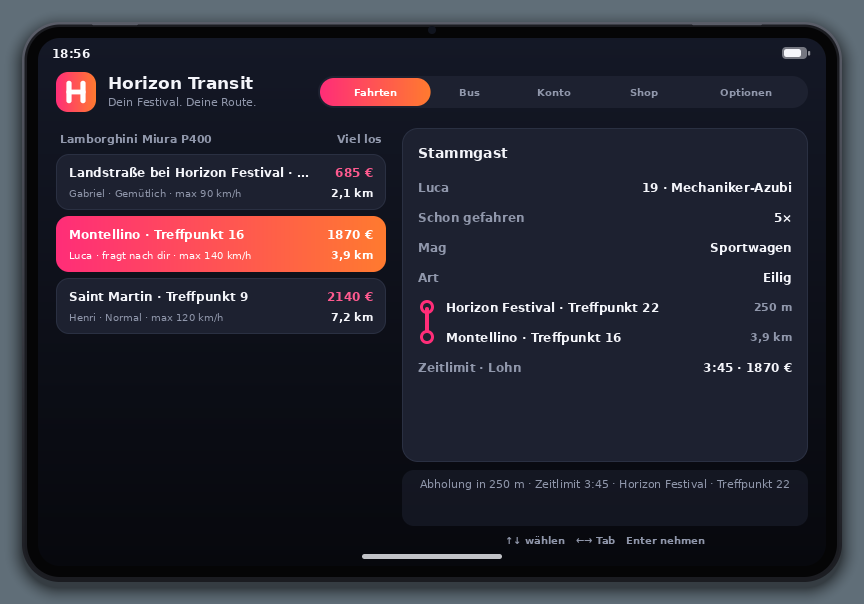 18:56
H
Horizon Transit
Dein Festival. Deine Route.
Fahrten
Bus
Konto
Shop
Optionen
Lamborghini Miura P400
Viel los
Landstraße bei Horizon Festival · ...
685 €
Gabriel · Gemütlich · max 90 km/h
2,1 km
Montellino · Treffpunkt 16
1870 €
Luca · fragt nach dir · max 140 km/h
3,9 km
Saint Martin · Treffpunkt 9
2140 €
Henri · Normal · max 120 km/h
7,2 km
Stammgast
Luca
19 · Mechaniker-Azubi
Schon gefahren
5×
Mag
Sportwagen
Art
Eilig
Horizon Festival · Treffpunkt 22
250 m
Montellino · Treffpunkt 16
3,9 km
Zeitlimit · Lohn
3:45 · 1870 €
Abholung in 250 m · Zeitlimit 3:45 · Horizon Festival · Treffpunkt 22
↑↓ wählen ←→ Tab Enter nehmen